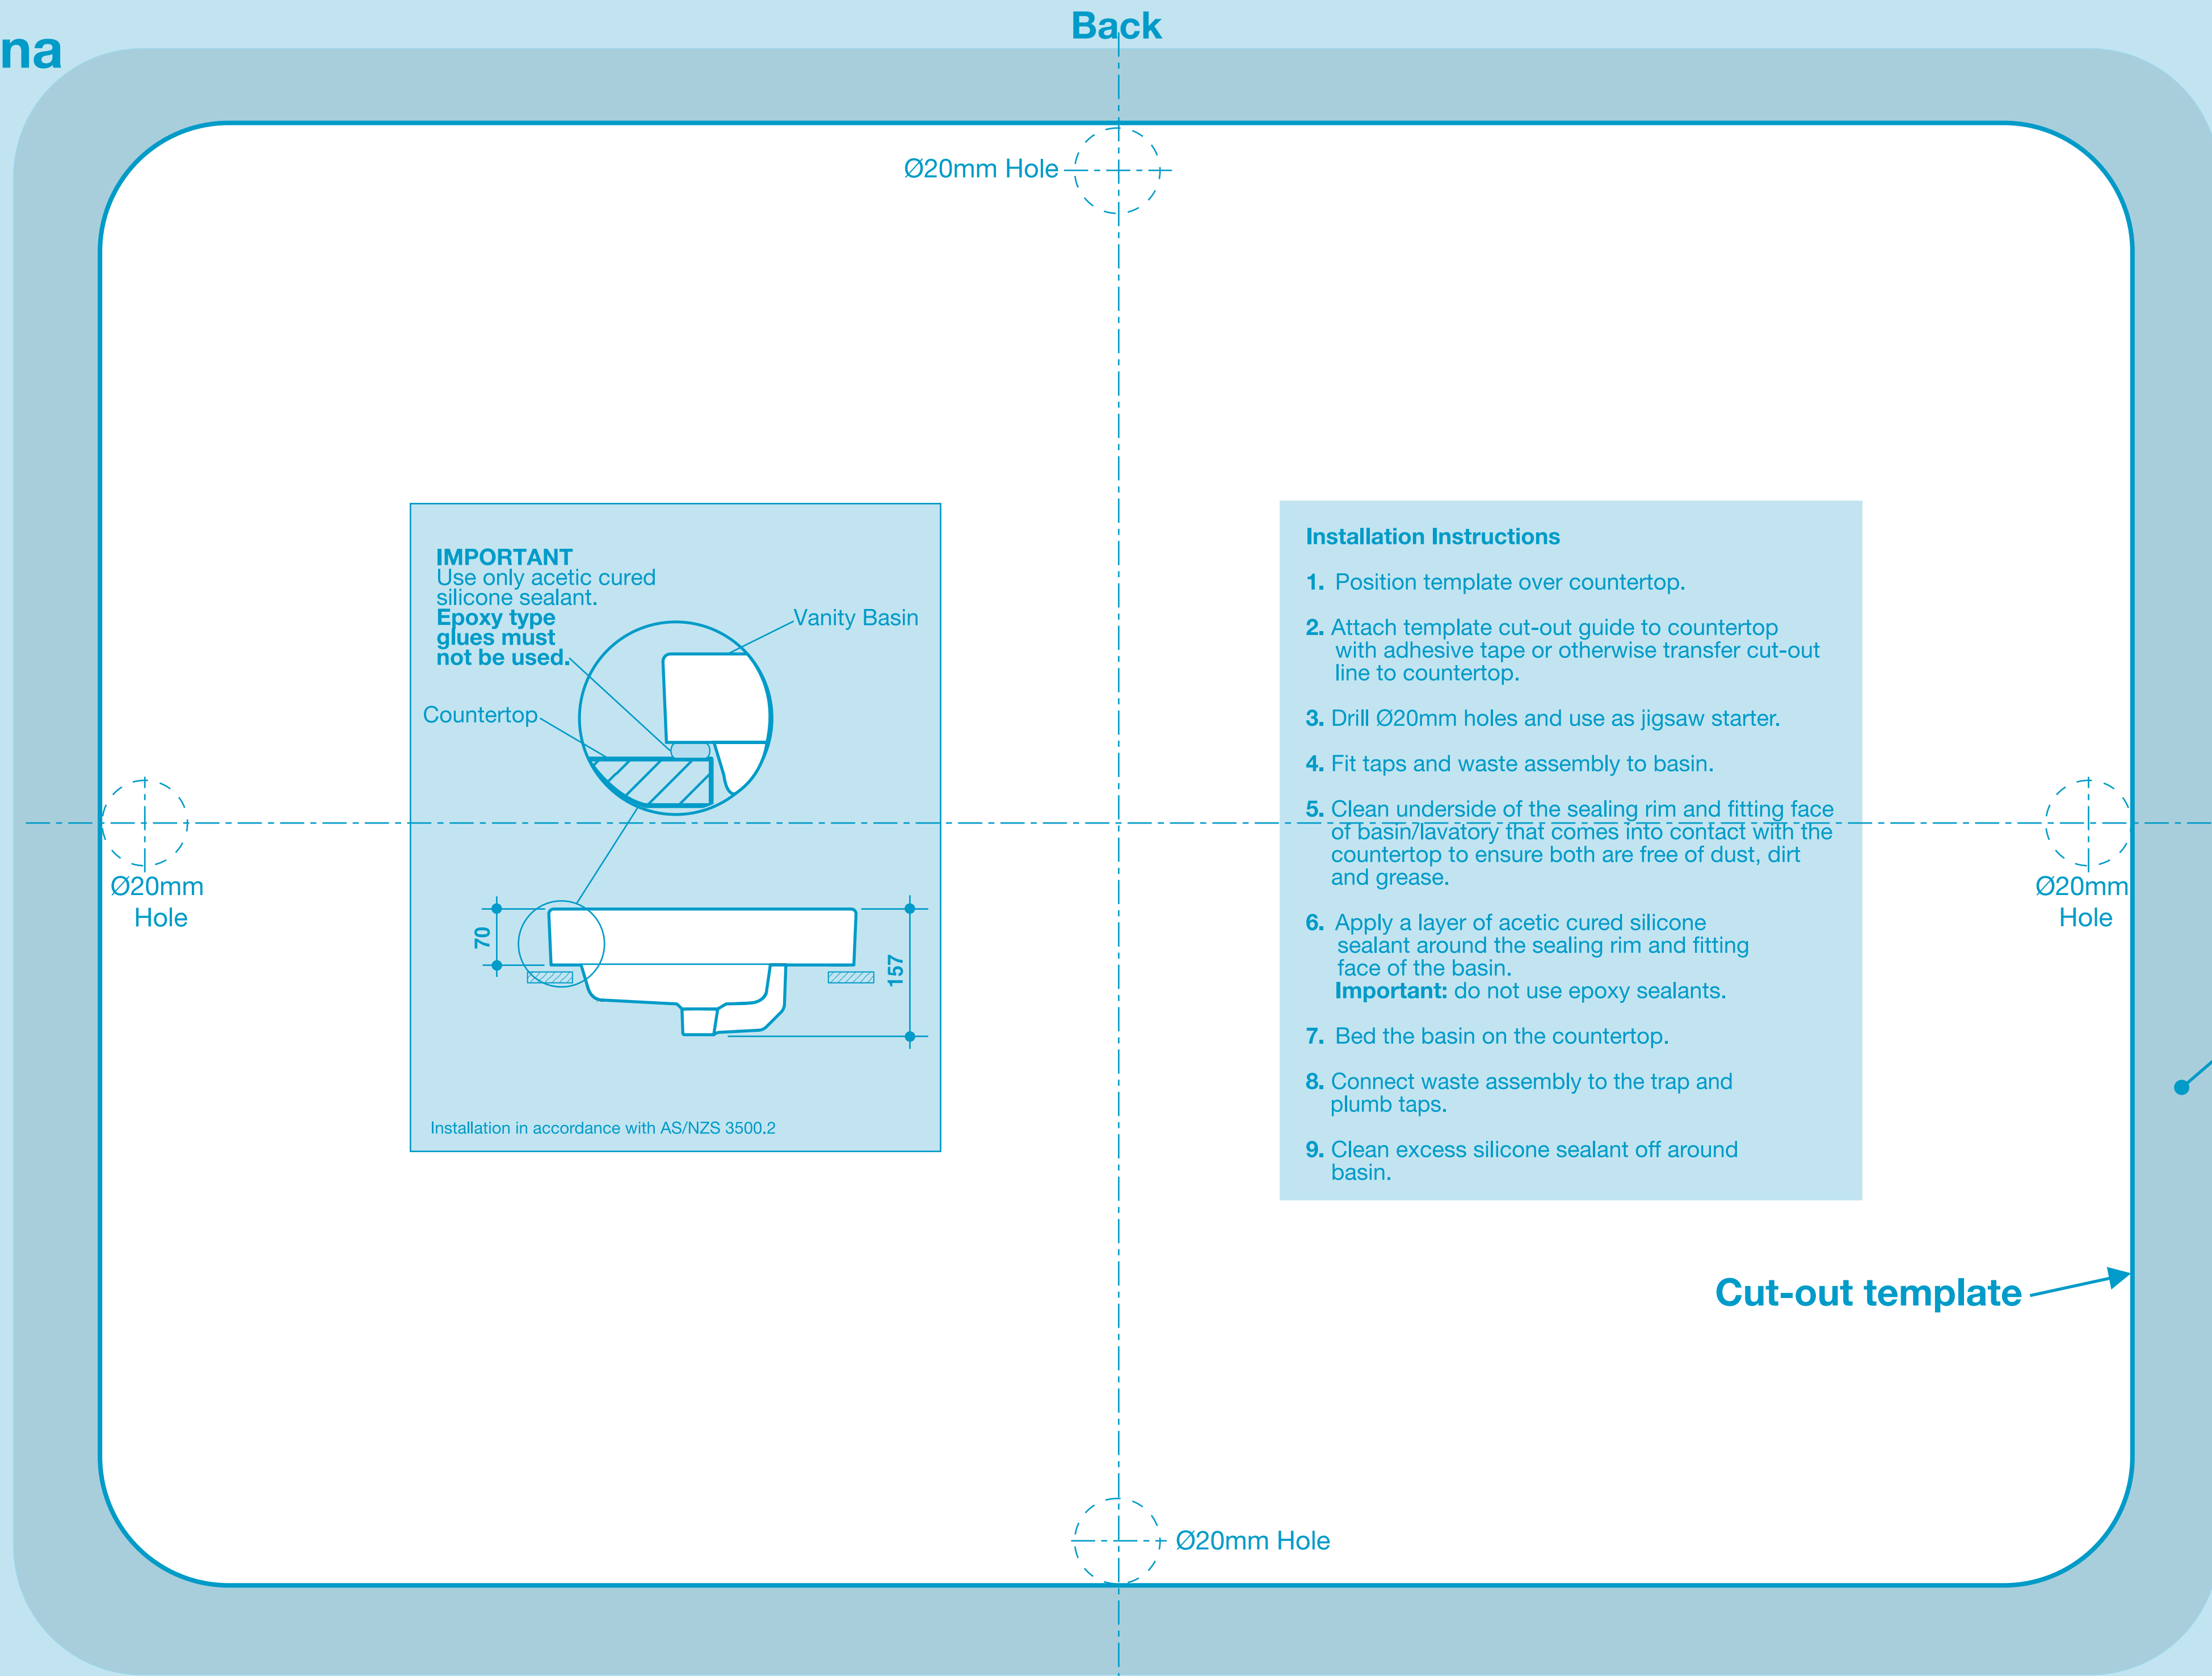 na
Back
Ø20mm Hole
IMPORTANT
Use only acetic cured
silicone sealant.
Epoxy type
glues must
not be used.
Vanity Basin
Countertop
70
157
Installation in accordance with AS/NZS 3500.2
Installation Instructions
1. Position template over countertop.
2. Attach template cut-out guide to countertop
with adhesive tape or otherwise transfer cut-out
line to countertop.
3. Drill Ø20mm holes and use as jigsaw starter.
4. Fit taps and waste assembly to basin.
5. Clean underside of the sealing rim and fitting face
of basin/lavatory that comes into contact with the
countertop to ensure both are free of dust, dirt
and grease.
6. Apply a layer of acetic cured silicone
sealant around the sealing rim and fitting
face of the basin.
Important: do not use epoxy sealants.
7. Bed the basin on the countertop.
8. Connect waste assembly to the trap and
plumb taps.
9. Clean excess silicone sealant off around
basin.
Ø20mm
Hole
Ø20mm
Hole
Cut-out template
Ø20mm Hole